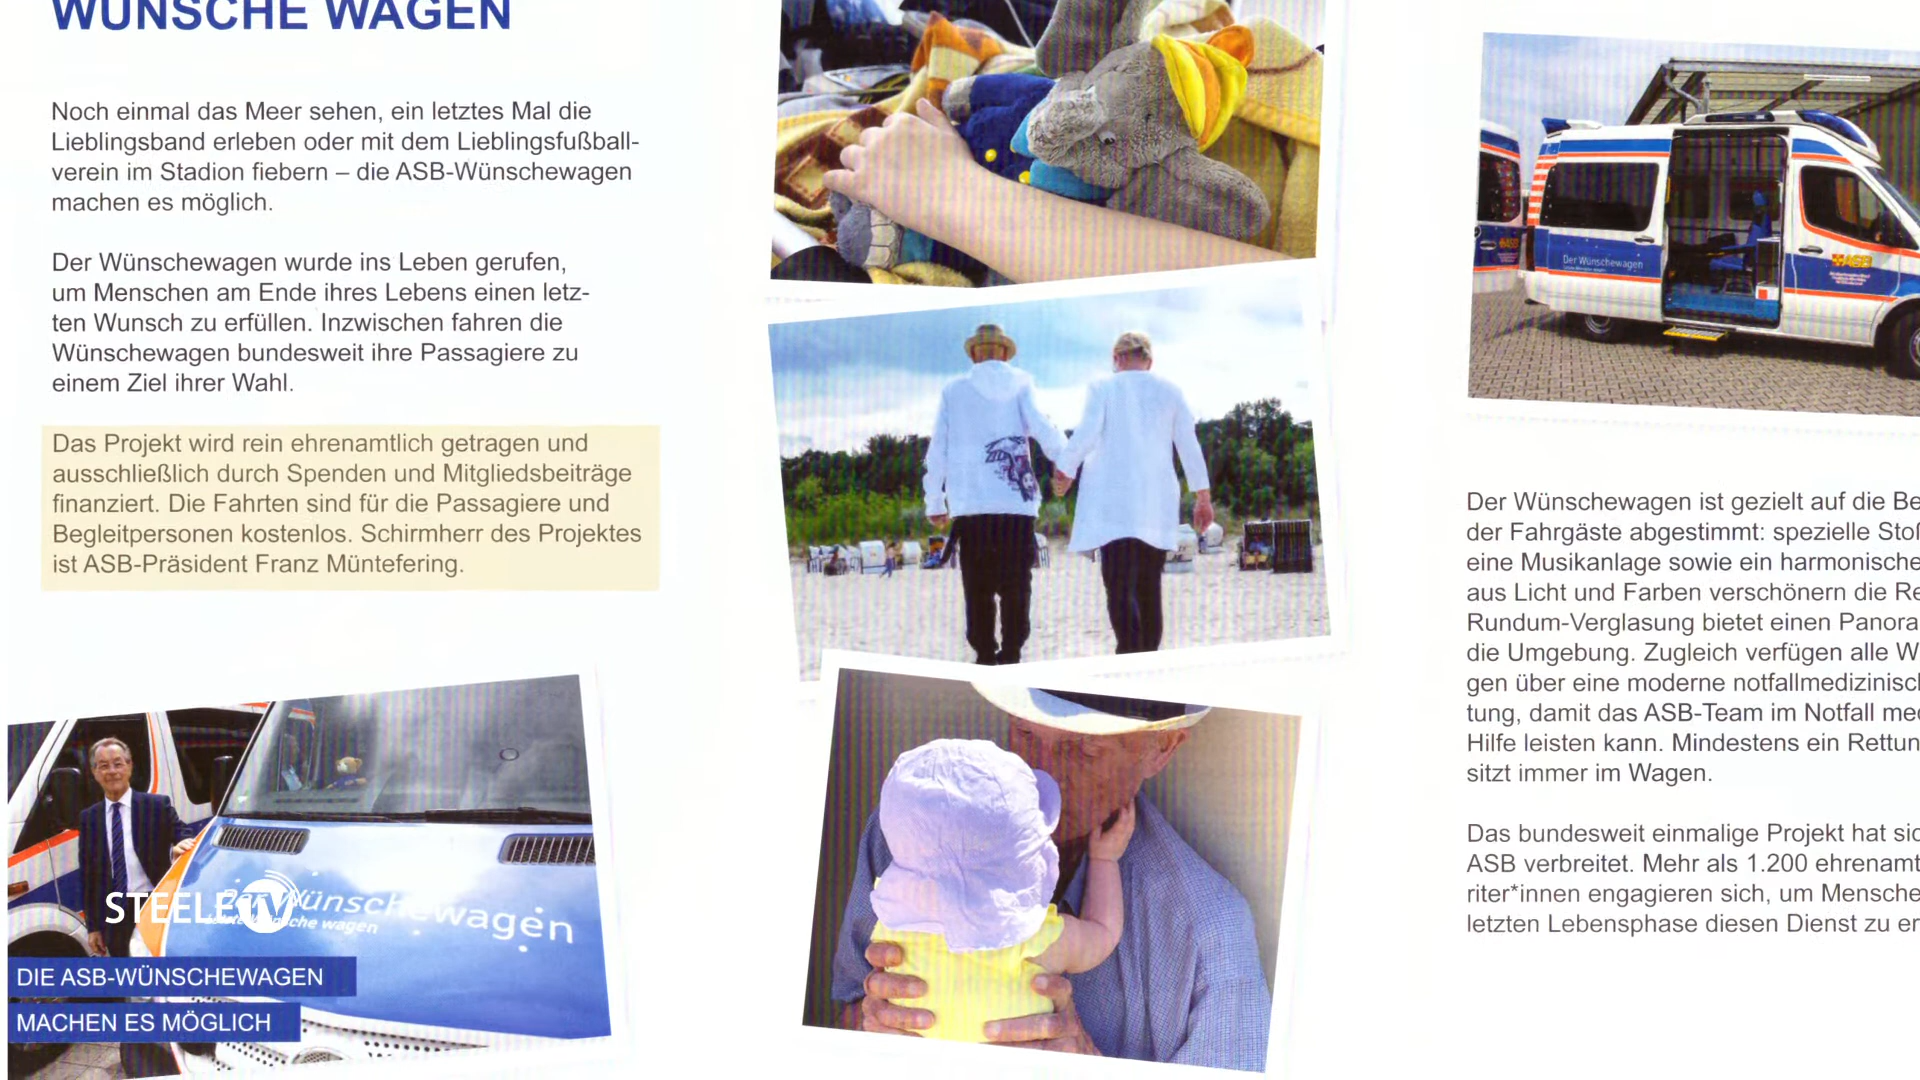 WÜNSCHE WAGEN
Noch einmal das Meer sehen, ein letztes Mal die
Lieblingsband erleben oder mit dem Lieblingsfußball-
verein im Stadion fiebern – die ASB-Wünschewagen
machen es möglich.
Der Wünschewagen wurde ins Leben gerufen,
um Menschen am Ende ihres Lebens einen letz-
ten Wunsch zu erfüllen. Inzwischen fahren die
Wünschewagen bundesweit ihre Passagiere zu
einem Ziel ihrer Wahl.
Das Projekt wird rein ehrenamtlich getragen und
ausschließlich durch Spenden und Mitgliedsbeiträge
finanziert. Die Fahrten sind für die Passagiere und
Begleitpersonen kostenlos. Schirmherr des Projektes
ist ASB-Präsident Franz Müntefering.
Der Wünschewagen
wagen
STEELE TV
DIE ASB-WÜNSCHEWAGEN
MACHEN ES MÖGLICH
ASB
Der Wünschewagen
ASB
Der Wünschewagen ist gezielt auf die Be
der Fahrgäste abgestimmt: spezielle Sto
eine Musikanlage sowie ein harmonische
aus Licht und Farben verschönern die Re
Rundum-Verglasung bietet einen Panora
die Umgebung. Zugleich verfügen alle W
gen über eine moderne notfallmedizinisc
tung, damit das ASB-Team im Notfall med
Hilfe leisten kann. Mindestens ein Rettun
sitzt immer im Wagen.
Das bundesweit einmalige Projekt hat sic
ASB verbreitet. Mehr als 1.200 ehrenamt
riter*innen engagieren sich, um Mensche
letzten Lebensphase diesen Dienst zu er